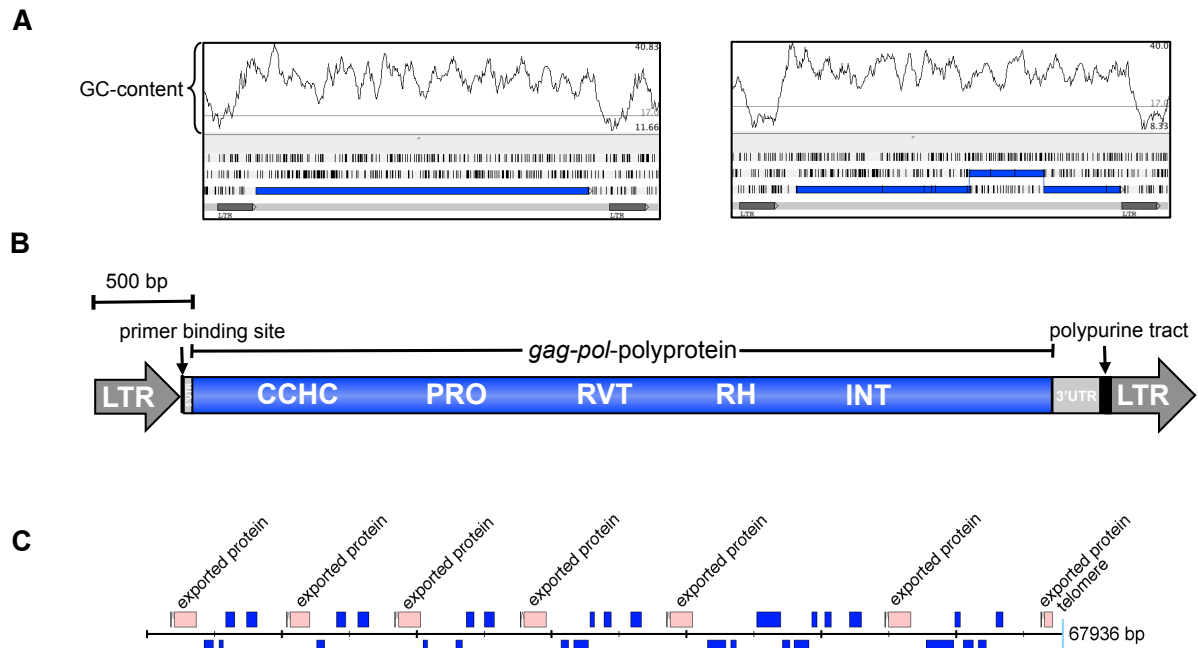 A
GC-content
40.83
17.0
11.66
LTR
LTR
40.0
17.0
8.33
LTR
LTR
B
500 bp
primer binding site
gag-pol-polyprotein
polypurine tract
LTR
CCHC
PRO
RVT
RH
INT
3'UTR
LTR
C
exported protein
exported protein
exported protein
exported protein
exported protein
exported protein
exported protein
telomere
67936 bp